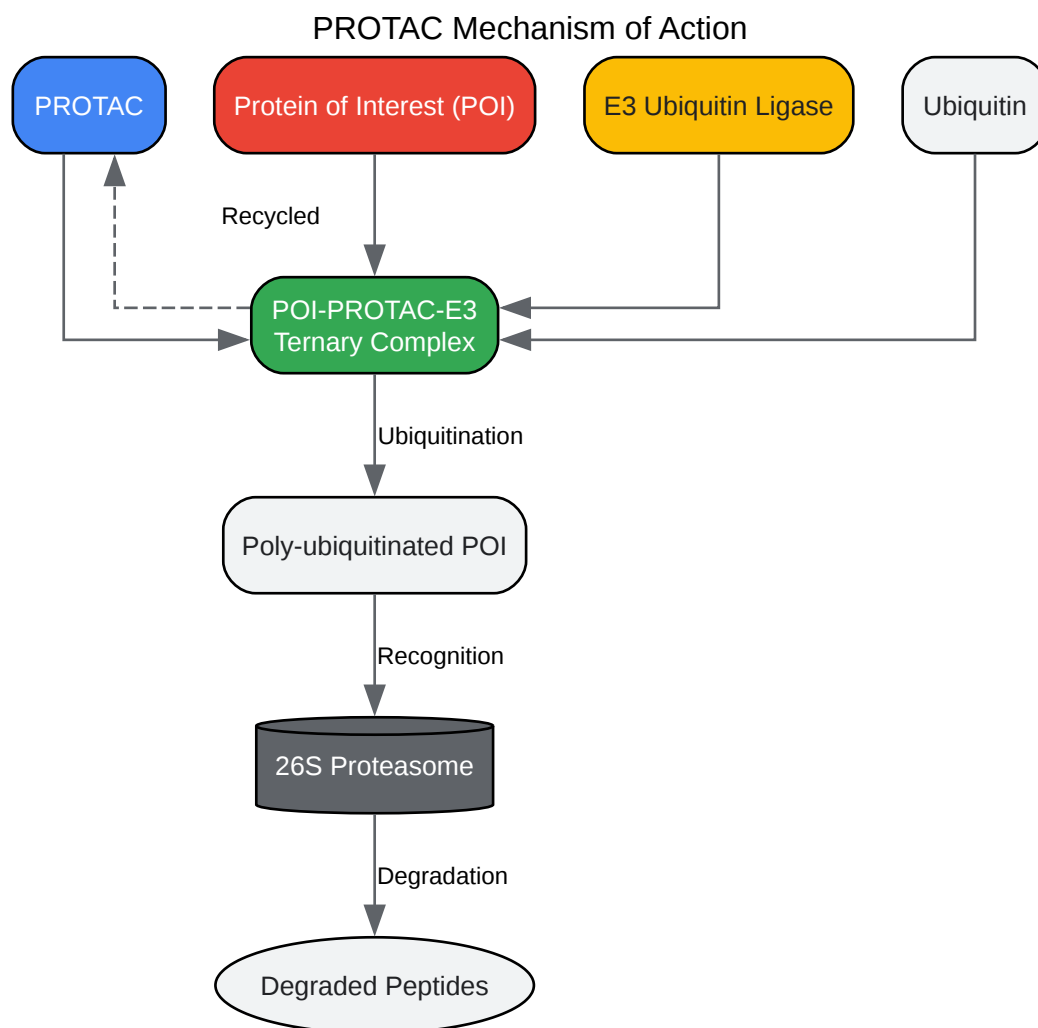 PROTAC Mechanism of Action
PROTAC
Protein of Interest (POI)
E3 Ubiquitin Ligase
Ubiquitin
Recycled
POI-PROTAC-E3
Ternary Complex
Ubiquitination
Poly-ubiquitinated POI
Recognition
26S Proteasome
Degradation
Degraded Peptides